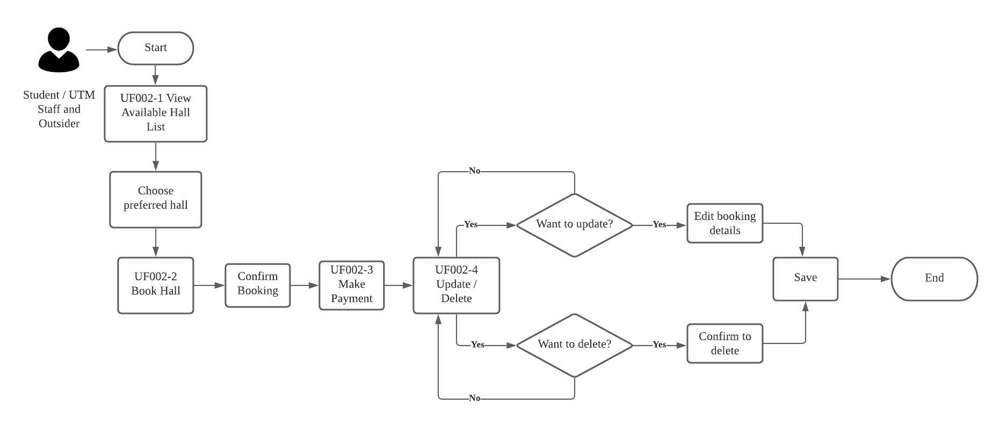 Start
Student / UTM
Staff and
Outsider
UF002-1 View
Available Hall
List
Choose
preferred hall
UF002-2
Book Hall
Confirm
Booking
UF002-3
Make
Payment
UF002-4
Update /
Delete
No
Yes
Want to update?
Yes
Edit booking
details
Yes
Want to delete?
Yes
Confirm to
delete
No
Save
End